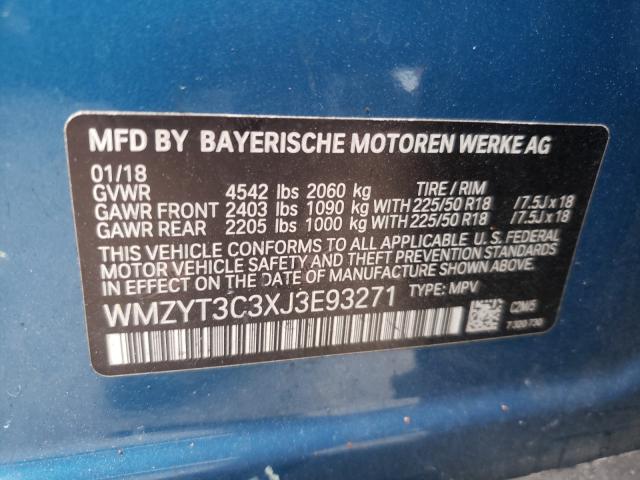 MFD BY BAYERISCHE MOTOREN WERKE AG
01/18
GVWR 4542 lbs 2060 kg TIRE / RIM
GAWR FRONT 2403 lbs 1090 kg WITH 225/50 R18 /7.5J x 18
GAWR REAR 2205 lbs 1000 kg WITH 225/50 R18 /7.5J x 18
THIS VEHICLE CONFORMS TO ALL APPLICABLE U. S. FEDERAL
MOTOR VEHICLE SAFETY AND THEFT PREVENTION STANDARDS
IN EFFECT ON THE DATE OF MANUFACTURE SHOWN ABOVE.
WMZYT3C3XJ3E93271 TYPE: MPV
C2M5